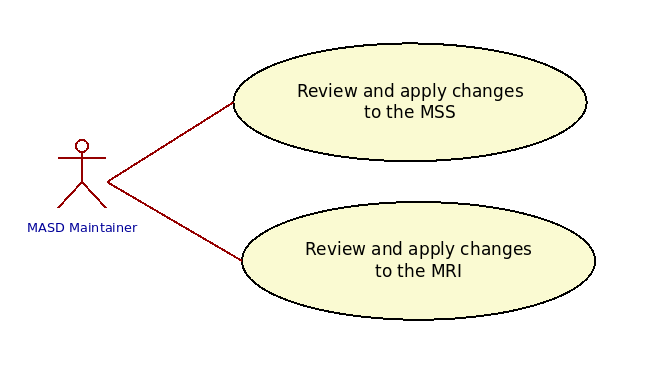 Review and apply changes
to the MSS
MASD Maintainer
Review and apply changes
to the MRI